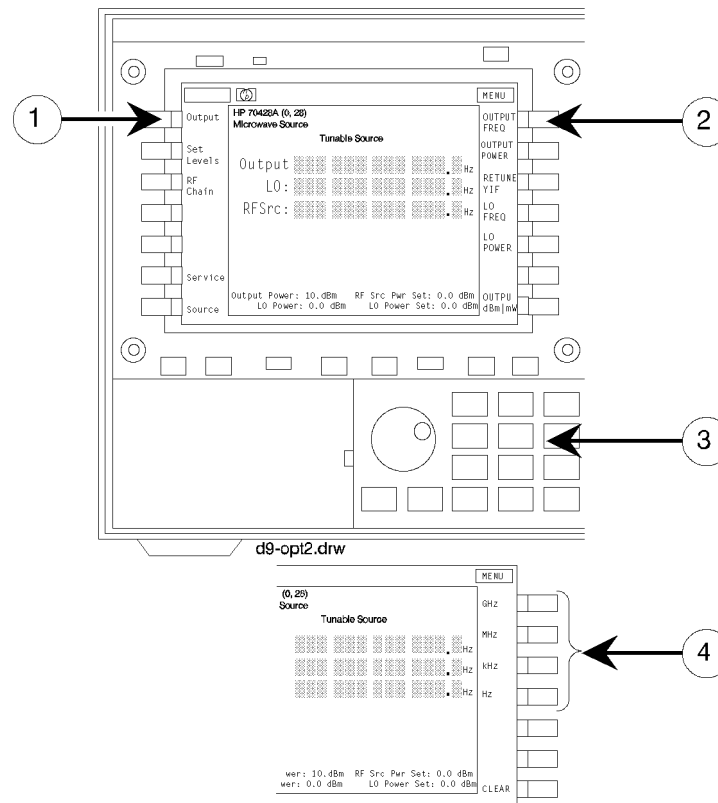 MENU
1
Output
HP 70428A (0, 28)
Microwave Source
Tunable Source
OUTPUT
FREQ
2
Set
Levels
Output
Hz
OUTPUT
POWER
RF
Chain
LO:
Hz
RETUNE
YIF
RFSrc:
Hz
LO
FREQ
LO
POWER
Service
Source
Output Power: 10.dBm RF Src Pwr Set: 0.0 dBm
LO Power: 0.0 dBm LO Power Set: 0.0 dBm
OUTPU
dBm|mW
3
d9-opt2.drw
MENU
(0, 28)
Source
Tunable Source
GHz
Hz
MHz
Hz
kHz
4
Hz
Hz
wer: 10.dBm RF Src Pwr Set: 0.0 dBm
wer: 0.0 dBm LO Power Set: 0.0 dBm
CLEAR